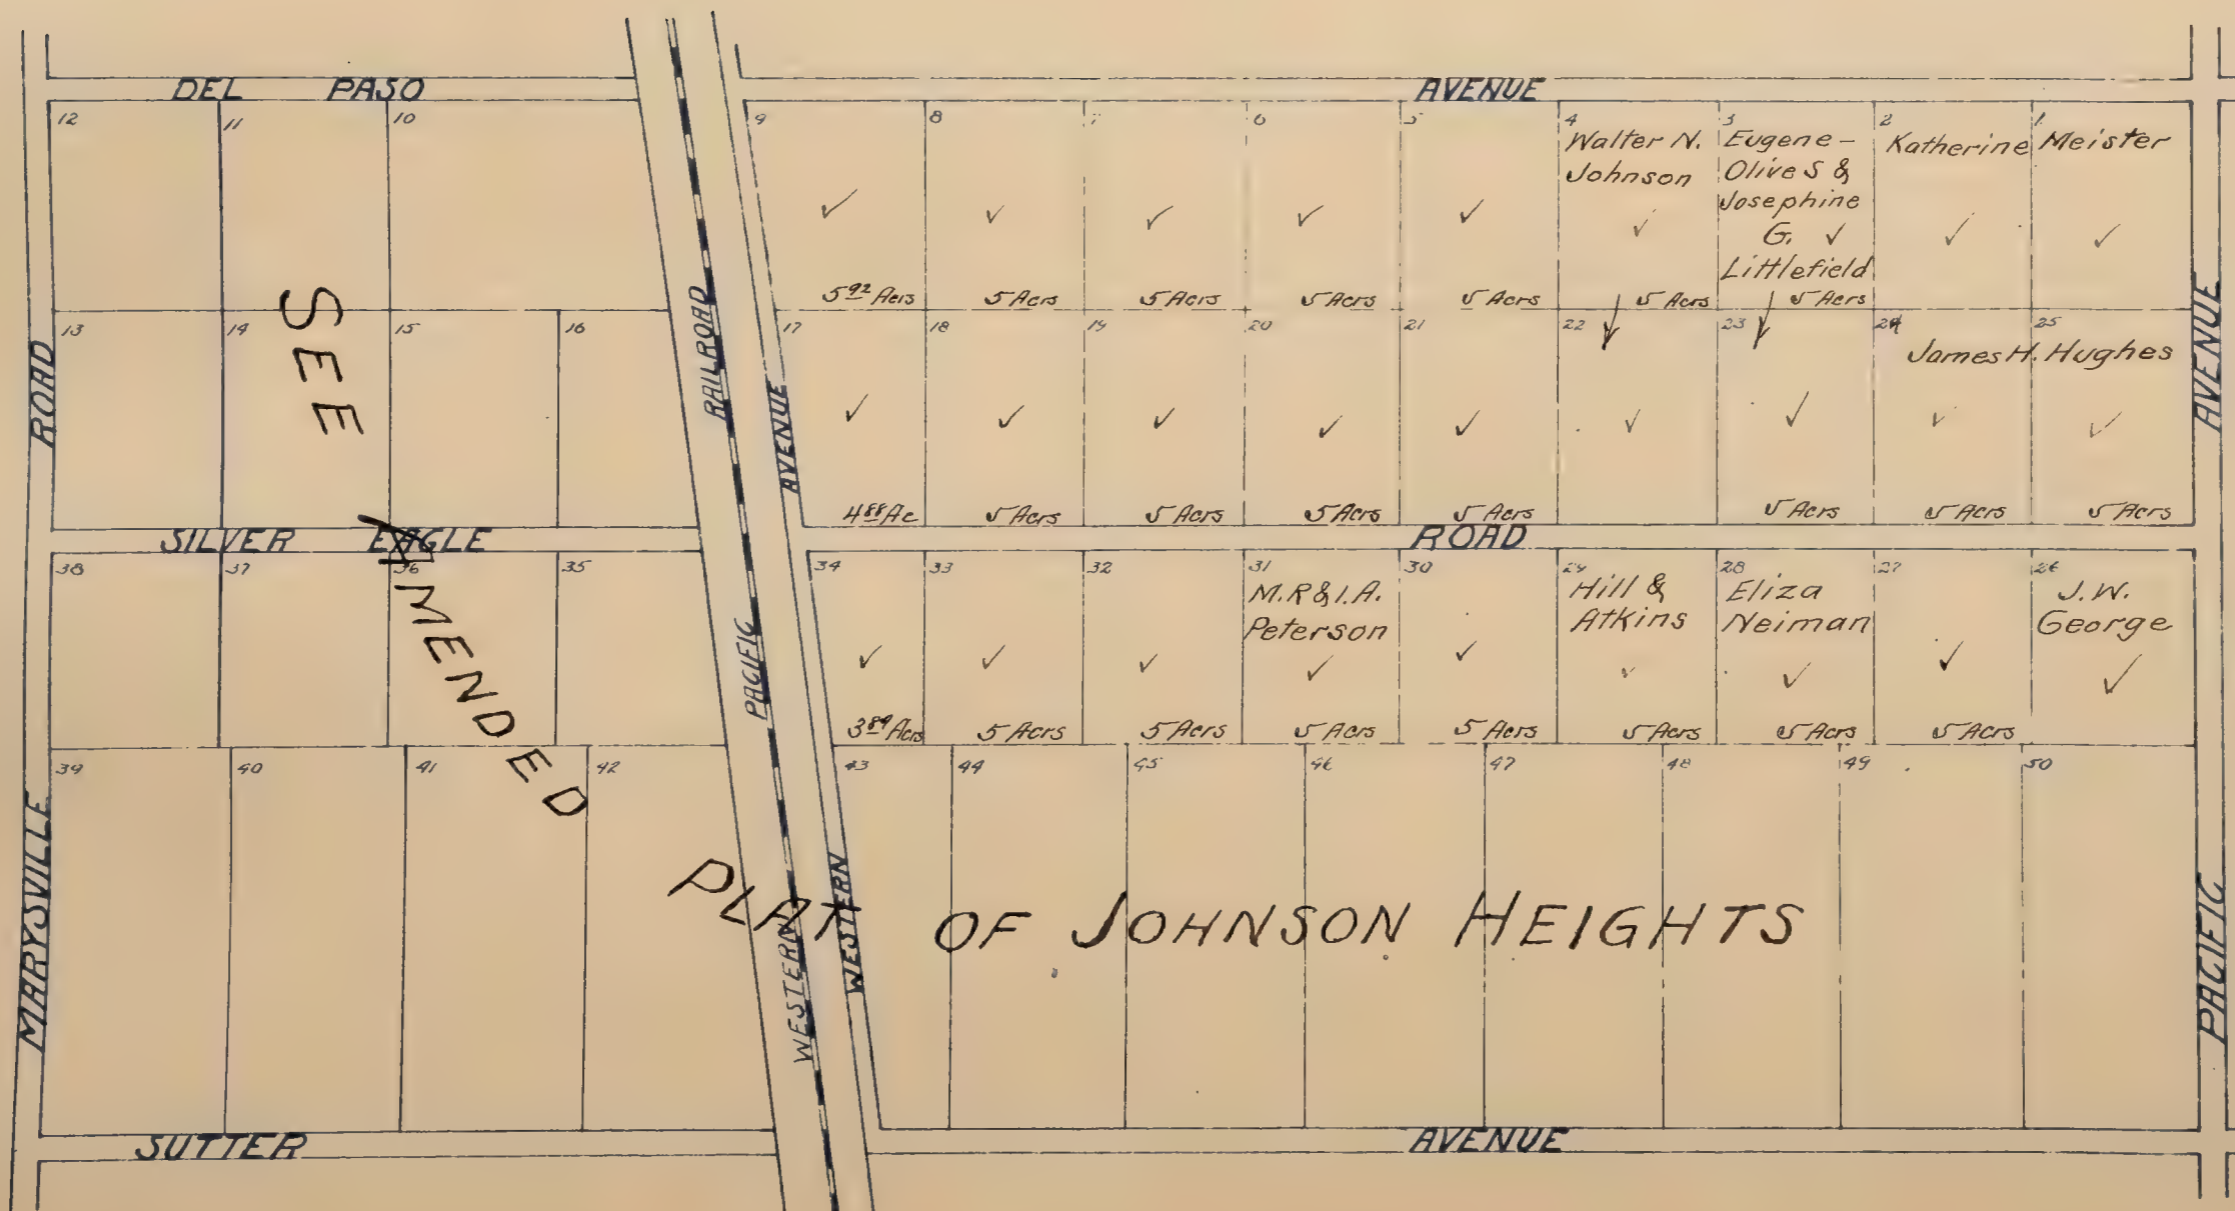 DEL PASO AVENUE
12 11 10 9 8 7 6 5 4 3 2 1
Walter N.
Johnson
Eugene-
Olive S &
Josephine
G.
Littlefield
Katherine Meister
✓ ✓ ✓ ✓ ✓ ✓ ✓ ✓ ✓
5 92 Acrs 5 Acrs 5 Acrs 5 Acrs 5 Acrs 5 Acrs 5 Acrs
13 14 15 16 17 18 19 20 21 22 23 24 25
James H. Hughes
✓ ✓ ✓ ✓ ✓ ✓ ✓ ✓ ✓
4 88 Ac 5 Acrs 5 Acrs 5 Acrs 5 Acrs 5 Acrs 5 Acrs 5 Acrs
SILVER EAGLE ROAD
38 37 36 35 34 33 32 31 30 29 28 27 26
M.R & I.A.
Peterson
Hill &
Atkins
Eliza
Neiman
J.W.
George
✓ ✓ ✓ ✓ ✓ ✓ ✓ ✓ ✓
3 89 Acrs 5 Acrs 5 Acrs 5 Acrs 5 Acrs 5 Acrs 5 Acrs 5 Acrs
39 40 41 42 43 44 45 46 47 48 49 50
SEE AMENDED PLAT OF JOHNSON HEIGHTS
SUTTER AVENUE
MARRYSVILLE ROAD
WESTERN PACIFIC RAILROAD
WESTERN AVENUE
PACIFIC AVENUE